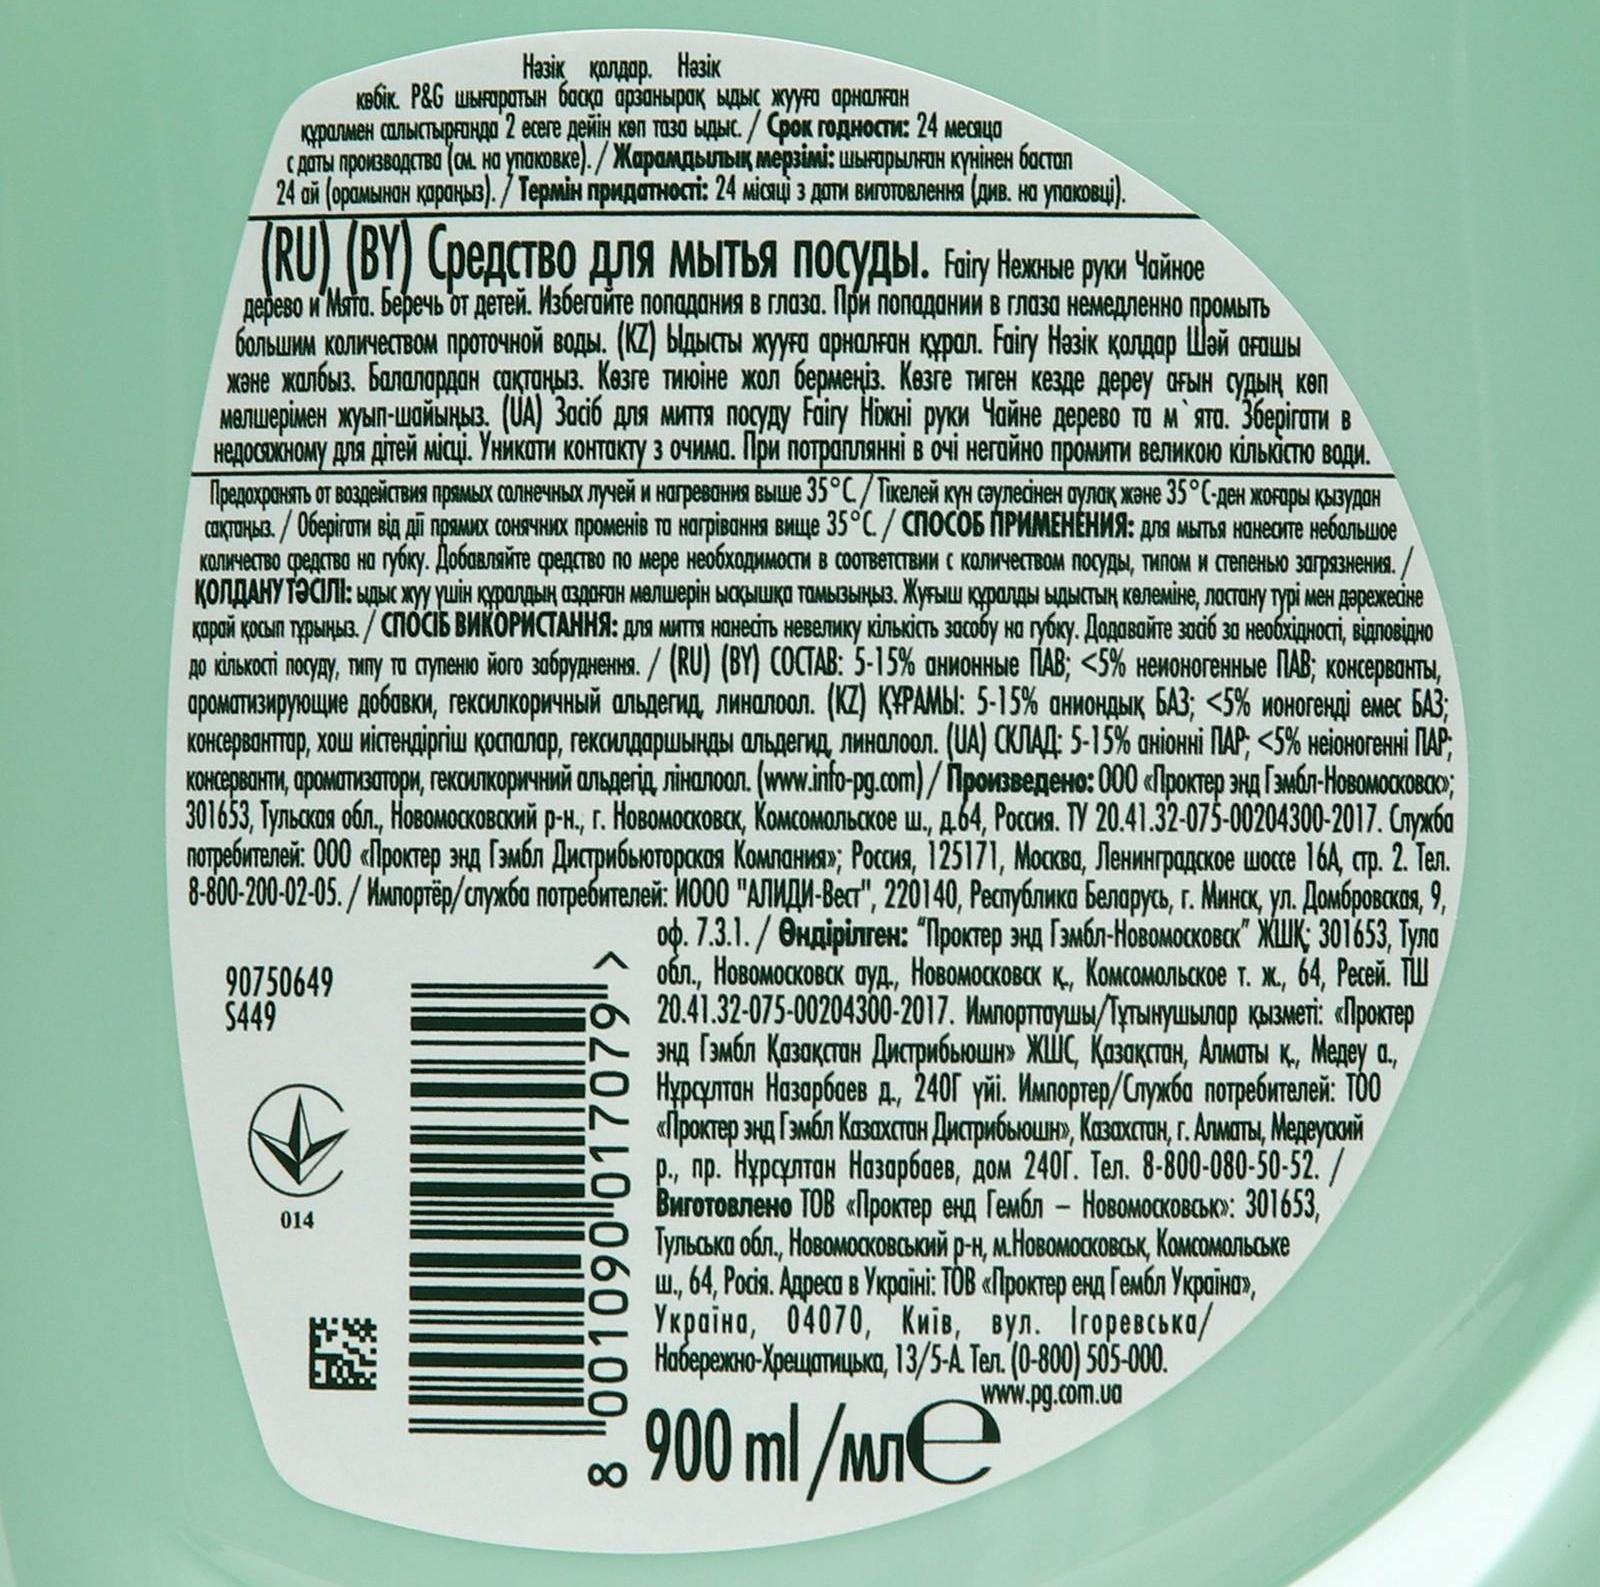 Нәзік қолдар. Нәзік
көбік. P&G шығаратын басқа арзанырақ ыдыс жууға арналған
құралмен салыстырғанда 2 есеге дейін көп таза ыдыс. / Срок годности: 24 месяца
с даты производства (см. на упаковке). / Жарамдылық мерзімі: шығарылған күнінен бастап
24 ай (орамынан қараңыз). / Термін придатності: 24 місяці з дати виготовлення (див. на упаковці).
(RU) (BY) Средство для мытья посуды. Fairy Нежные руки Чайное
дерево и Мята. Беречь от детей. Избегайте попадания в глаза. При попадании в глаза немедленно промыть
большим количеством проточной воды. (KZ) Ыдысты жууға арналған құрал. Fairy Нәзік қолдар Шәй ағашы
және жалбыз. Балалардан сақтаңыз. Көзге тиюіне жол бермеңіз. Көзге тиген кезде дереу ағын судың көп
мөлшерімен жуып-шайыңыз. (UA) Засіб для миття посуду Fairy Ніжні руки Чайне дерево та м`ята. Зберігати в
недосяжному для дітей місці. Уникати контакту з очима. При потраплянні в очі негайно промити великою кількістю води.
Предохранять от воздействия прямых солнечных лучей и нагревания выше 35°C. / Тікелей күн сәулесінен аулақ және 35°C-ден жоғары қызудан
сақтаңыз. / Оберігати від дії прямих сонячних променів та нагрівання вище 35°C. / СПОСОБ ПРИМЕНЕНИЯ: для мытья нанесите небольшое
количество средства на губку. Добавляйте средство по мере необходимости в соответствии с количеством посуды, типом и степенью загрязнения. /
ҚОЛДАНУ ТӘСІЛІ: ыдыс жуу үшін құралдың аздаған мөлшерін ысқышқа тамызыңыз. Жуғыш құралды ыдыстың көлеміне, ластану түрі мен дәрежесіне
қарай қосып тұрыңыз. / СПОСІБ ВИКОРИСТАННЯ: для миття нанесіть невелику кількість засобу на губку. Додавайте засіб за необхідності, відповідно
до кількості посуду, типу та ступеню його забруднення. / (RU) (BY) СОСТАВ: 5-15% анионные ПАВ; <5% неионогенные ПАВ; консерванты,
ароматизирующие добавки, гексилкоричный альдегид, линалоол. (KZ) ҚҰРАМЫ: 5-15% аниондық БАЗ; <5% ионогенді емес БАЗ;
консерванттар, хош иістендіргіш қоспалар, гексилдаршынды альдегид, линалоол. (UA) СКЛАД: 5-15% аніонні ПАР; <5% неіоногенні ПАР;
консерванти, ароматизатори, гексилкоричний альдегід, ліналоол. (www.info-pg.com) / Произведено: ООО «Проктер энд Гэмбл-Новомосковск»;
301653, Тульская обл., Новомосковский р-н., г. Новомосковск, Комсомольское ш., д.64, Россия. ТУ 20.41.32-075-00204300-2017. Служба
потребителей: ООО «Проктер энд Гэмбл Дистрибьюторская Компания»; Россия, 125171, Москва, Ленинградское шоссе 16А, стр. 2. Тел.
8-800-200-02-05. / Импортёр/служба потребителей: ИООО "АЛИДИ-Вест", 220140, Республика Беларусь, г. Минск, ул. Домбровская, 9,
оф. 7.3.1. / Өндірілген: "Проктер энд Гэмбл-Новомосковск" ЖШҚ; 301653, Тула
обл., Новомосковск ауд., Новомосковск қ., Комсомольское т. ж., 64, Ресей. ТШ
20.41.32-075-00204300-2017. Импорттаушы/Тұтынушылар қызметі: «Проктер
энд Гэмбл Қазақстан Дистрибьюшн» ЖШС, Қазақстан, Алматы қ., Медеу а.,
Нұрсұлтан Назарбаев д., 240Г үйі. Импортер/Служба потребителей: ТОО
«Проктер энд Гэмбл Казахстан Дистрибьюшн», Казахстан, г. Алматы, Медеуский
р., пр. Нұрсұлтан Назарбаев, дом 240Г. Тел. 8-800-080-50-52. /
Виготовлено ТОВ «Проктер енд Гембл – Новомосковськ»: 301653,
Тульська обл., Новомосковський р-н, м.Новомосковськ, Комсомольське
ш., 64, Росія. Адреса в Україні: ТОВ «Проктер енд Гембл Україна»,
Україна, 04070, Київ, вул. Ігоревська/
Набережно-Хрещатицька, 13/5-А. Тел. (0-800) 505-000.
www.pg.com.ua
90750649
S449
014
8 001090 017079 >
900 ml /мл e